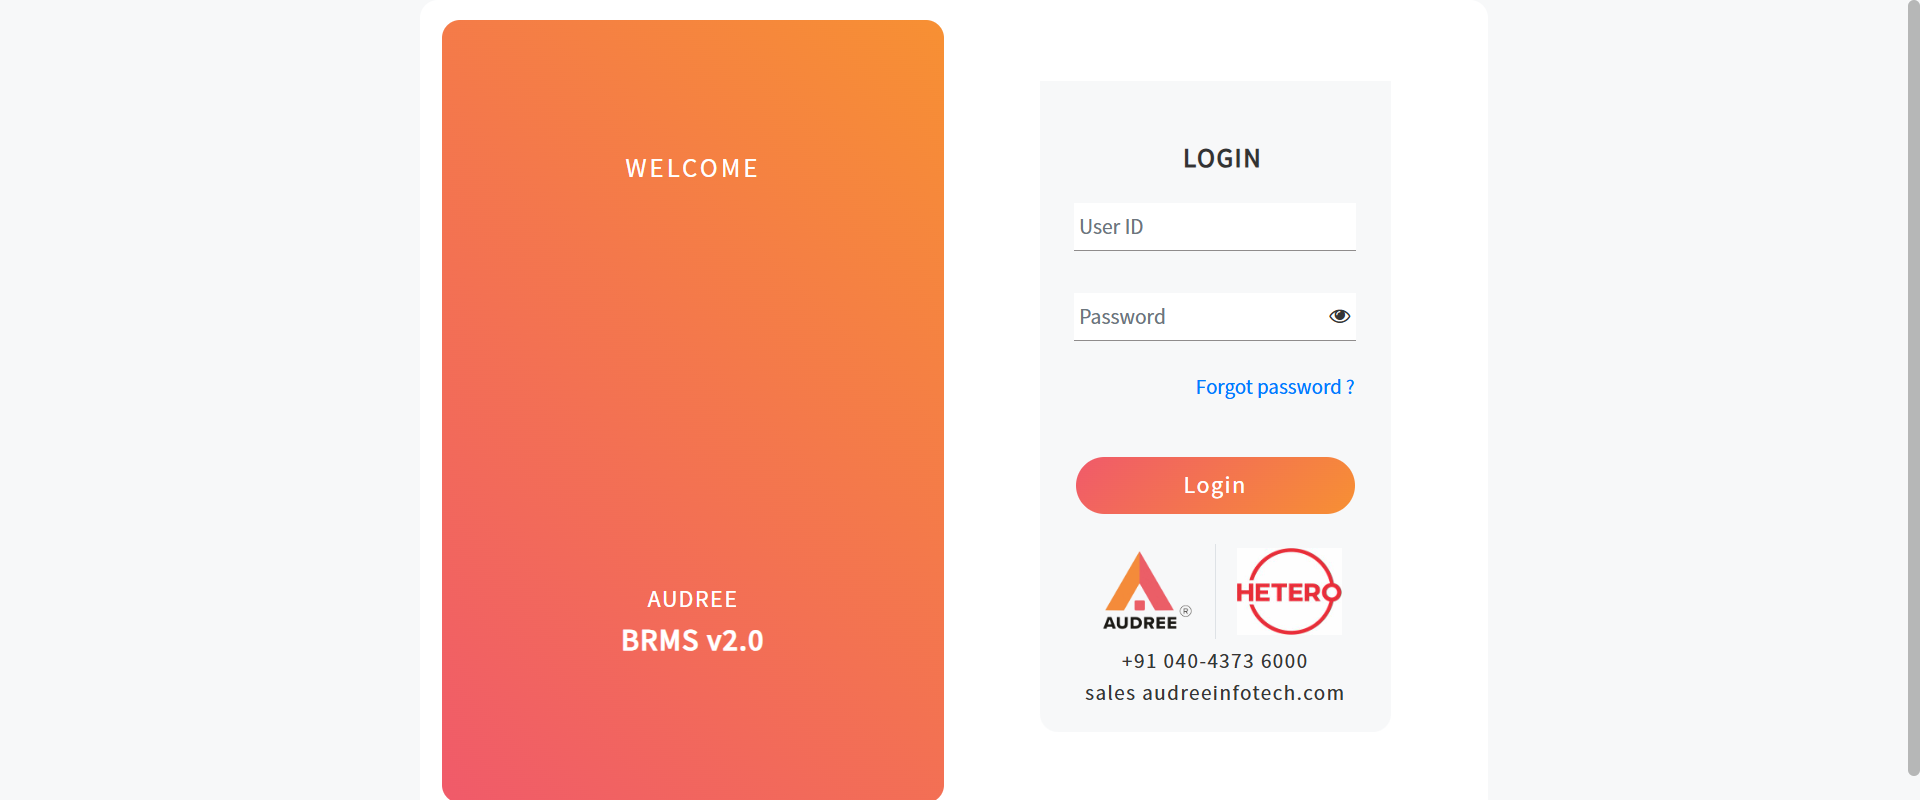 WELCOME
AUDREE
BRMS v2.0
LOGIN
User ID
Password
Forgot password ?
Login
AUDREE ®
HETERO
+91 040-4373 6000
sales audreeinfotech.com